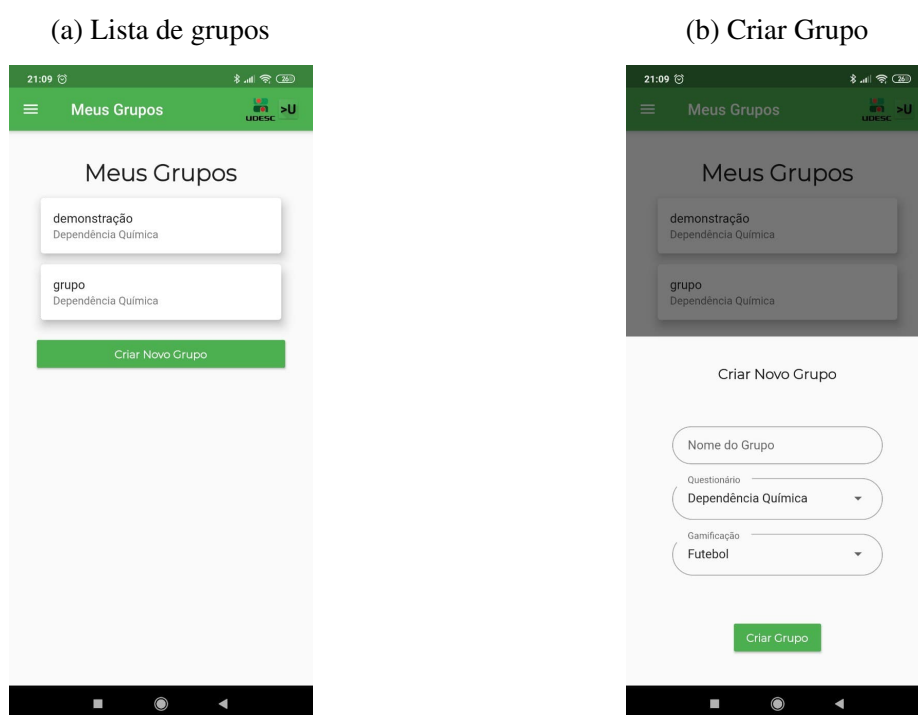 (a) Lista de grupos
21:09
26
Meus Grupos
UDESC >U
Meus Grupos
demonstração
Dependência Química
grupo
Dependência Química
Criar Novo Grupo
(b) Criar Grupo
21:09
26
Meus Grupos
UDESC >U
Meus Grupos
demonstração
Dependência Química
grupo
Dependência Química
Criar Novo Grupo
Nome do Grupo
Questionário
Dependência Química
Gamificação
Futebol
Criar Grupo